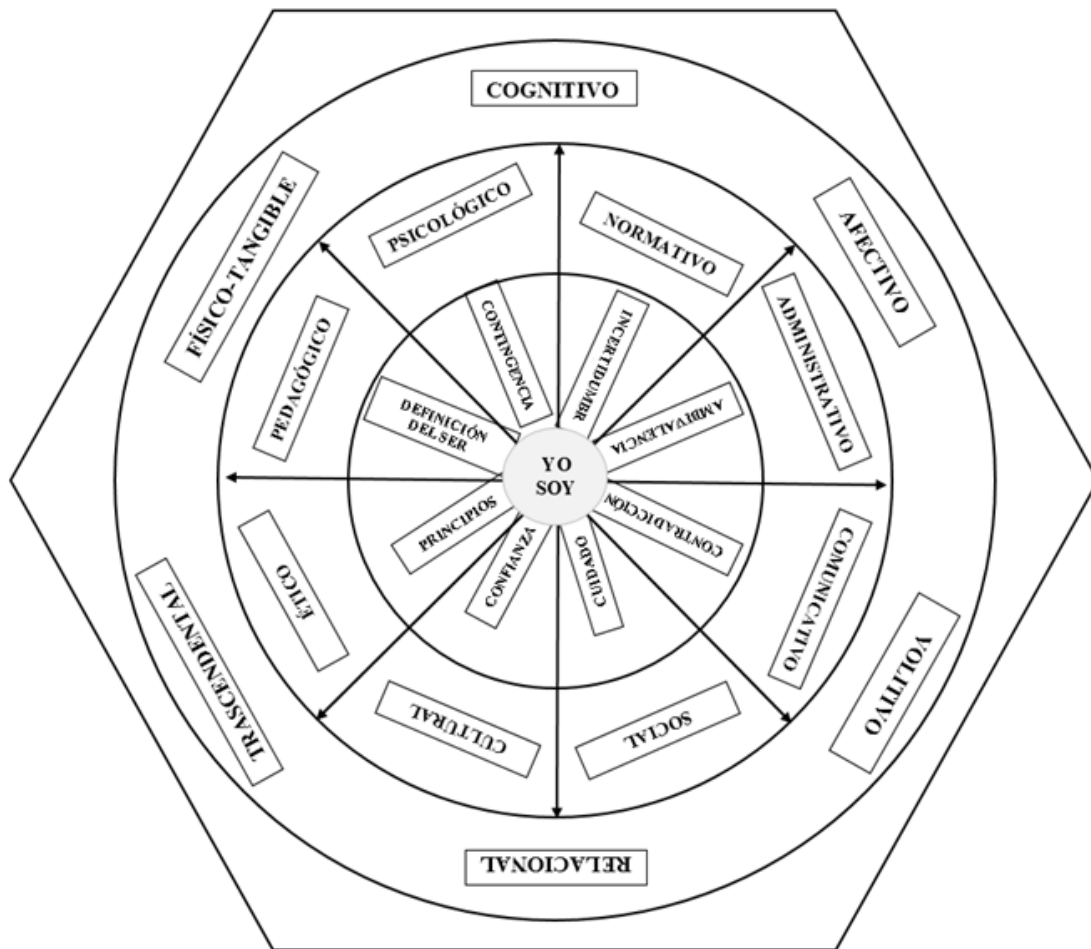 COGNITIVO
AFECTIVO
VOLITIVO
RELACIONAL
TRASCENDENTAL
FÍSICO-TANGIBLE
PSICOLÓGICO
NORMATIVO
ADMINISTRATIVO
COMUNICATIVO
SOCIAL
CULTURAL
ÉTICO
PEDAGÓGICO
CONTINGENCIA
INCERTIDUMBR
AMBIVALENCIA
CONTRADICCIÓN
CUIDADO
CONFIANZA
PRINCIPIOS
DEFINICIÓN
DEL SER
YO
SOY